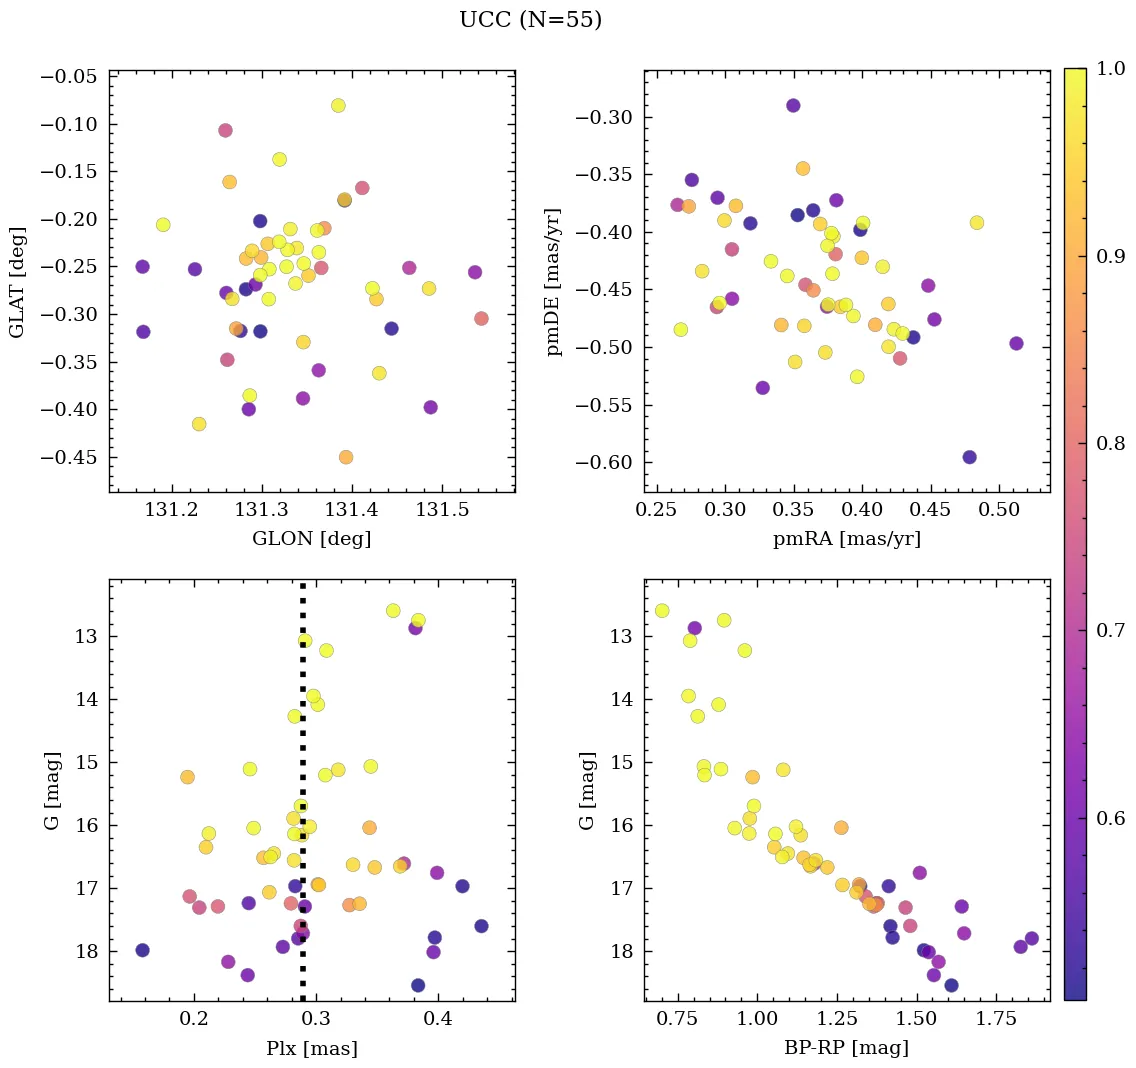 UCC (N=55)
−0.05
−0.10
−0.15
−0.20
−0.25
−0.30
−0.35
−0.40
−0.45
GLAT [deg]
131.2 131.3 131.4 131.5
GLON [deg]
−0.30
−0.35
−0.40
−0.45
−0.50
−0.55
−0.60
pmDE [mas/yr]
0.25 0.30 0.35 0.40 0.45 0.50
pmRA [mas/yr]
13
14
15
16
17
18
G [mag]
0.2 0.3 0.4
Plx [mas]
13
14
15
16
17
18
G [mag]
0.75 1.00 1.25 1.50 1.75
BP-RP [mag]
1.0
0.9
0.8
0.7
0.6